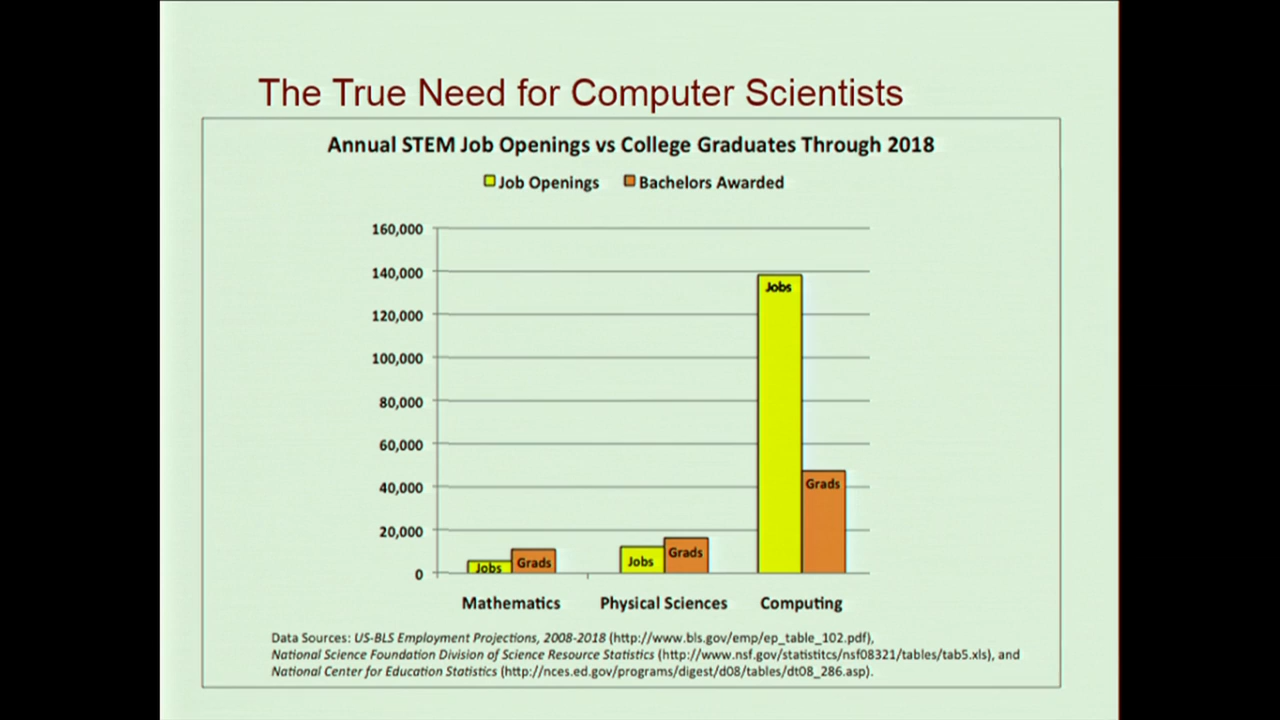 The True Need for Computer Scientists
Annual STEM Job Openings vs College Graduates Through 2018
Job Openings Bachelors Awarded
160,000
140,000
120,000
100,000
80,000
60,000
40,000
20,000
0
Jobs
Grads
Jobs
Grads
Jobs
Grads
Mathematics Physical Sciences Computing
Data Sources: US-BLS Employment Projections, 2008-2018 (http://www.bls.gov/emp/ep_table_102.pdf),
National Science Foundation Division of Science Resource Statistics (http://www.nsf.gov/statistitcs/nsf08321/tables/tab5.xls), and
National Center for Education Statistics (http://nces.ed.gov/programs/digest/d08/tables/dt08_286.asp).